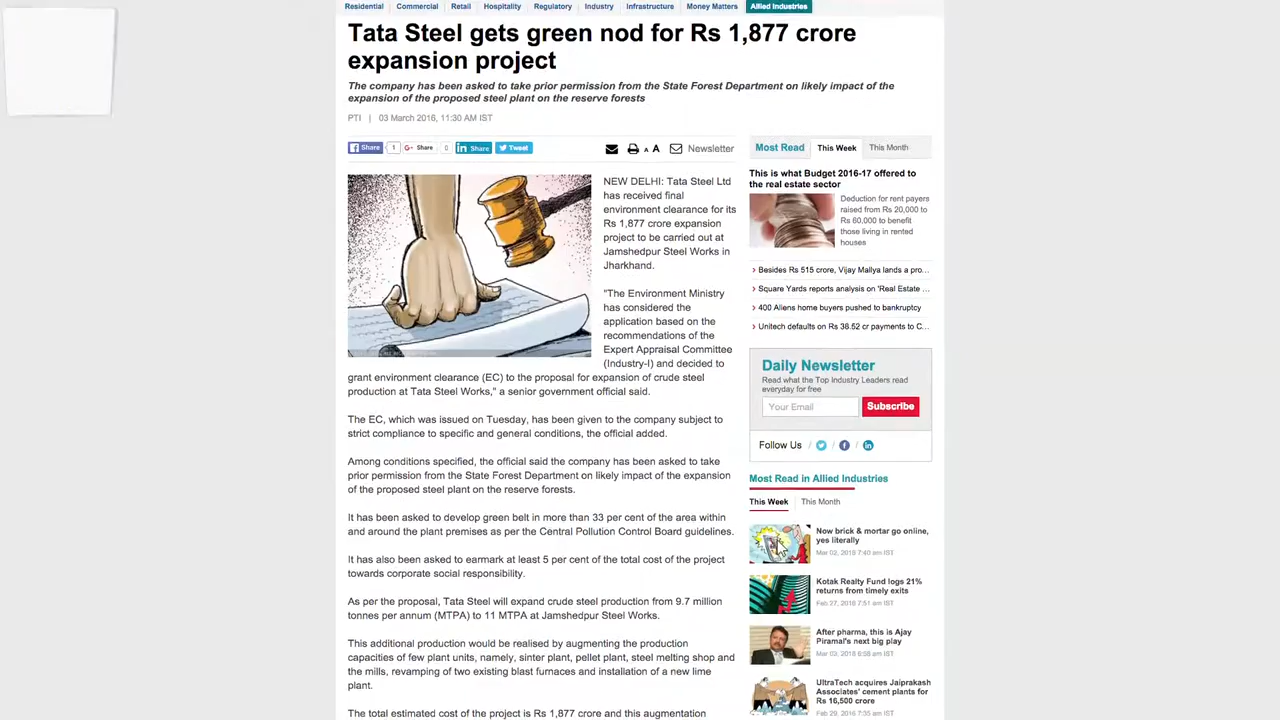 Residential
Commercial
Retail
Hospitality
Regulatory
Industry
Infrastructure
Money Matters
Allied Industries
Tata Steel gets green nod for Rs 1,877 crore
expansion project
The company has been asked to take prior permission from the State Forest Department on likely impact of the
expansion of the proposed steel plant on the reserve forests
PTI | 03 March 2016, 11:30 AM IST
Share 1 Share 0 Share Tweet
A A Newsletter
NEW DELHI: Tata Steel Ltd
has received final
environment clearance for its
Rs 1,877 crore expansion
project to be carried out at
Jamshedpur Steel Works in
Jharkhand.
"The Environment Ministry
has considered the
application based on the
recommendations of the
Expert Appraisal Committee
(Industry-I) and decided to
grant environment clearance (EC) to the proposal for expansion of crude steel
production at Tata Steel Works," a senior government official said.
The EC, which was issued on Tuesday, has been given to the company subject to
strict compliance to specific and general conditions, the official added.
Among conditions specified, the official said the company has been asked to take
prior permission from the State Forest Department on likely impact of the expansion
of the proposed steel plant on the reserve forests.
It has been asked to develop green belt in more than 33 per cent of the area within
and around the plant premises as per the Central Pollution Control Board guidelines.
It has also been asked to earmark at least 5 per cent of the total cost of the project
towards corporate social responsibility.
As per the proposal, Tata Steel will expand crude steel production from 9.7 million
tonnes per annum (MTPA) to 11 MTPA at Jamshedpur Steel Works.
This additional production would be realised by augmenting the production
capacities of few plant units, namely, sinter plant, pellet plant, steel melting shop and
the mills, revamping of two existing blast furnaces and installation of a new lime
plant.
The total estimated cost of the project is Rs 1,877 crore and this augmentation
Most Read This Week This Month
This is what Budget 2016-17 offered to
the real estate sector
Deduction for rent payers
raised from Rs 20,000 to
Rs 60,000 to benefit
those living in rented
houses
Besides Rs 515 crore, Vijay Mallya lands a pro...
Square Yards reports analysis on 'Real Estate ...
400 Aliens home buyers pushed to bankruptcy
Unitech defaults on Rs 38.52 cr payments to C...
Daily Newsletter
Read what the Top Industry Leaders read
everyday for free
Your Email Subscribe
Follow Us / / /
Most Read in Allied Industries
This Week This Month
Now brick & mortar go online,
yes literally
Mar 02, 2016 7:40 am IST
Kotak Realty Fund logs 21%
returns from timely exits
Feb 27, 2016 7:51 am IST
After pharma, this is Ajay
Piramal's next big play
Mar 03, 2016 6:58 am IST
UltraTech acquires Jaiprakash
Associates' cement plants for
Rs 16,500 crore
Feb 29, 2016 7:35 am IST